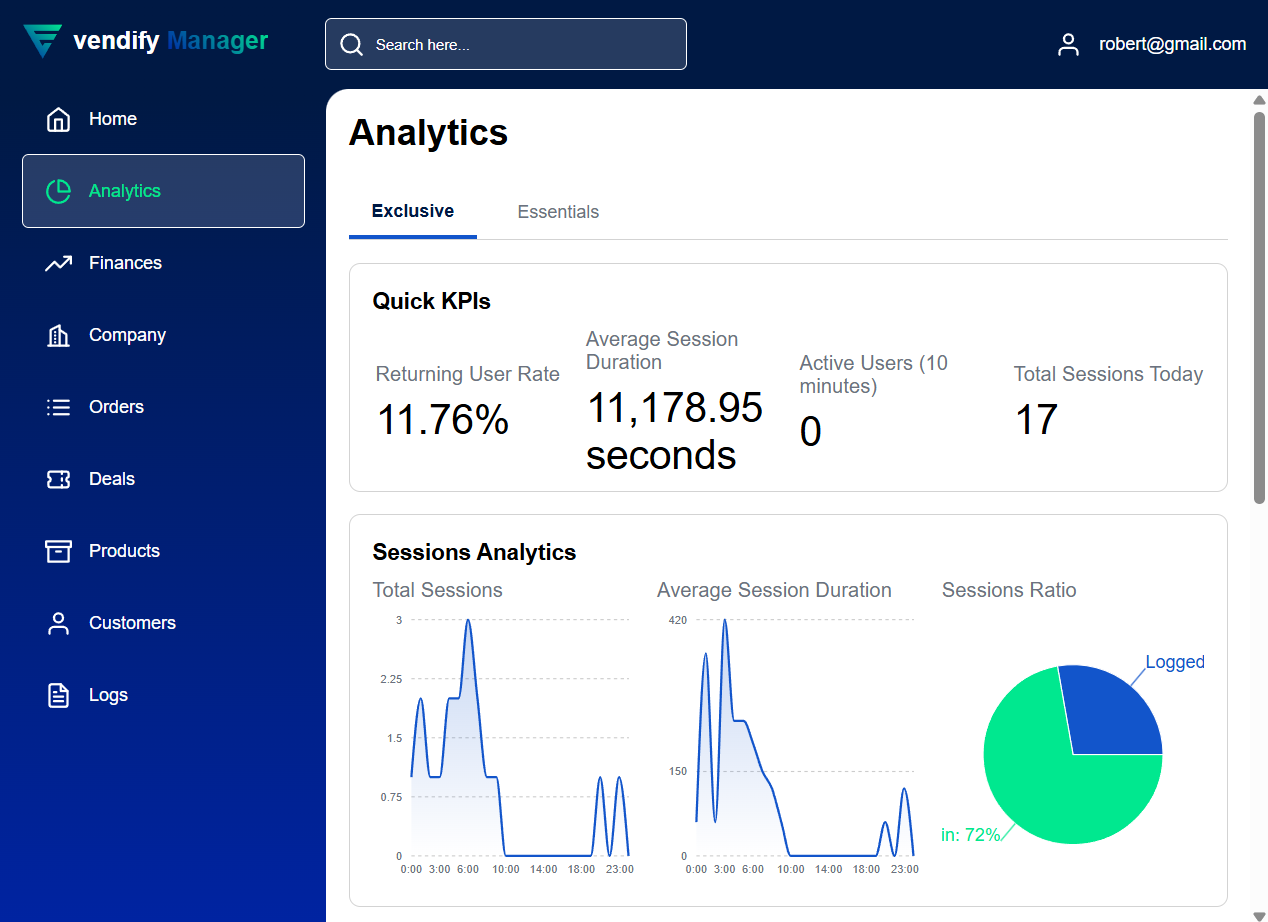 vendify Manager
Search here...
robert@gmail.com
Home
Analytics
Finances
Company
Orders
Deals
Products
Customers
Logs
Analytics
Exclusive
Essentials
Quick KPIs
Returning User Rate
11.76%
Average Session
Duration
11,178.95
seconds
Active Users (10
minutes)
0
Total Sessions Today
17
Sessions Analytics
Total Sessions
3
2.25
1.5
0.75
0
0:00 3:00 6:00 10:00 14:00 18:00 23:00
Average Session Duration
420
150
0
0:00 3:00 6:00 10:00 14:00 18:00 23:00
Sessions Ratio
Logged
in: 72%